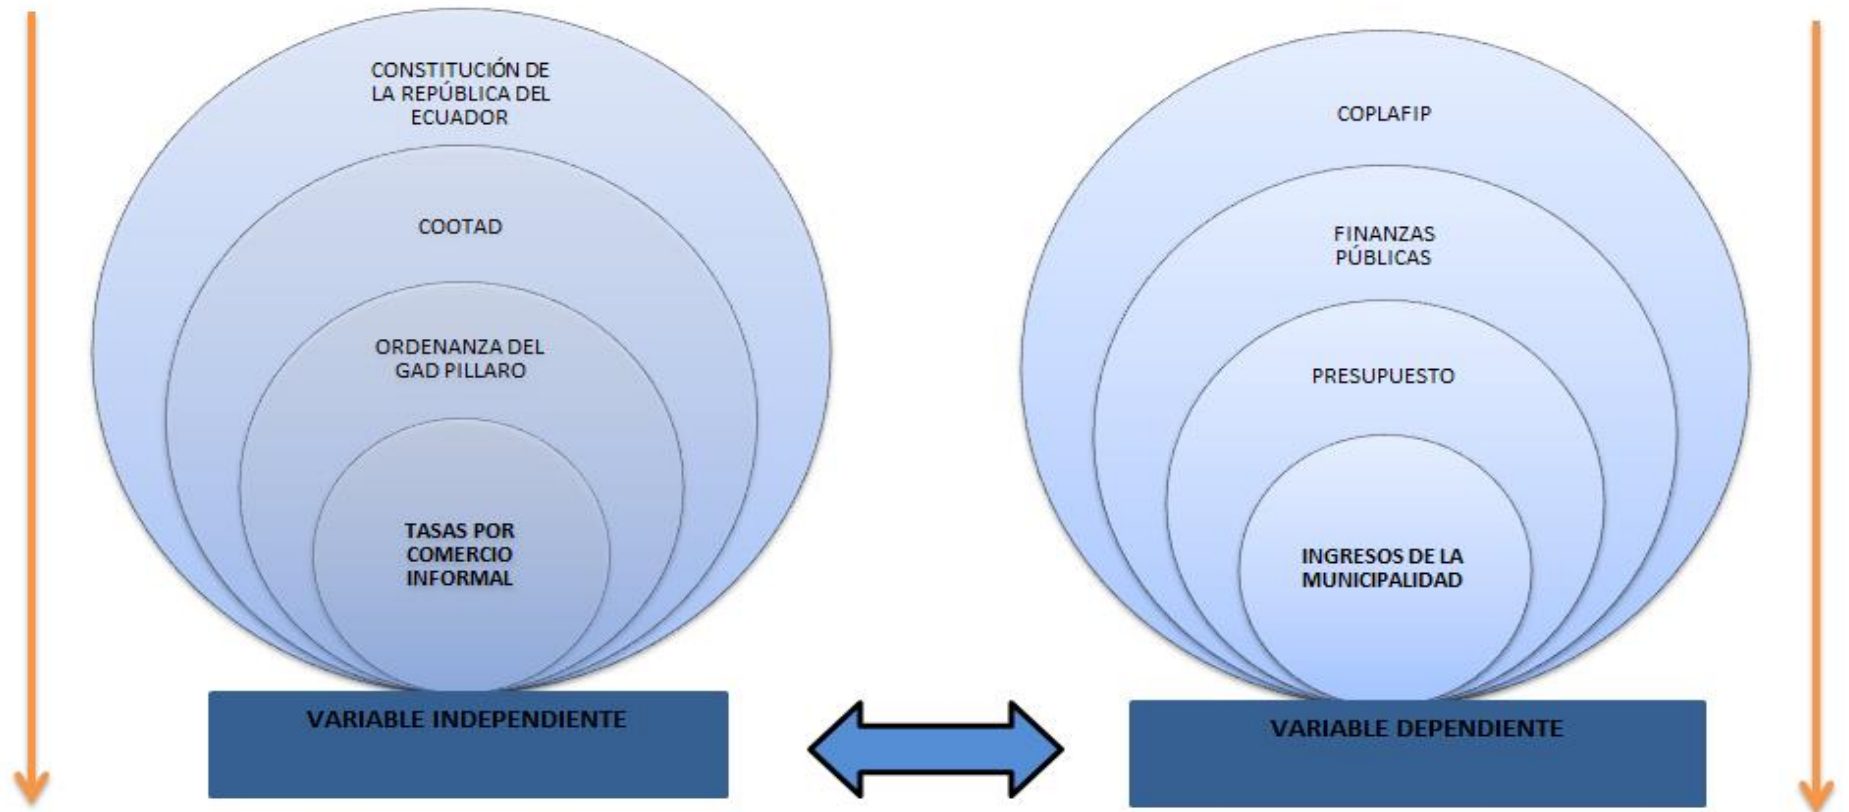 CONSTITUCIÓN DE
LA REPÚBLICA DEL
ECUADOR
COOTAD
ORDENANZA DEL
GAD PILLARO
TASAS POR
COMERCIO
INFORMAL
VARIABLE INDEPENDIENTE
COPLAFIP
FINANZAS
PÚBLICAS
PRESUPUESTO
INGRESOS DE LA
MUNICIPALIDAD
VARIABLE DEPENDIENTE